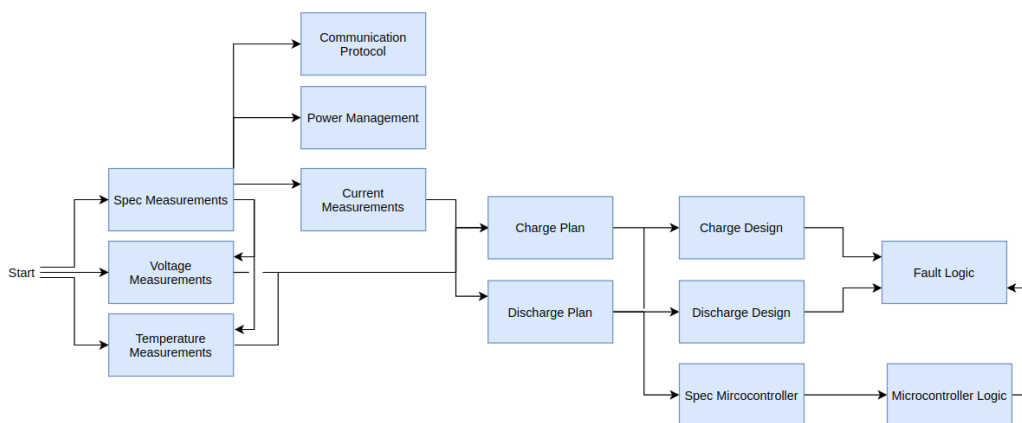 Communication
Protocol
Power Management
Spec Measurements
Current
Measurements
Start
Voltage
Measurements
Temperature
Measurements
Charge Plan
Discharge Plan
Charge Design
Discharge Design
Spec Mircocontroller
Fault Logic
Microcontroller Logic